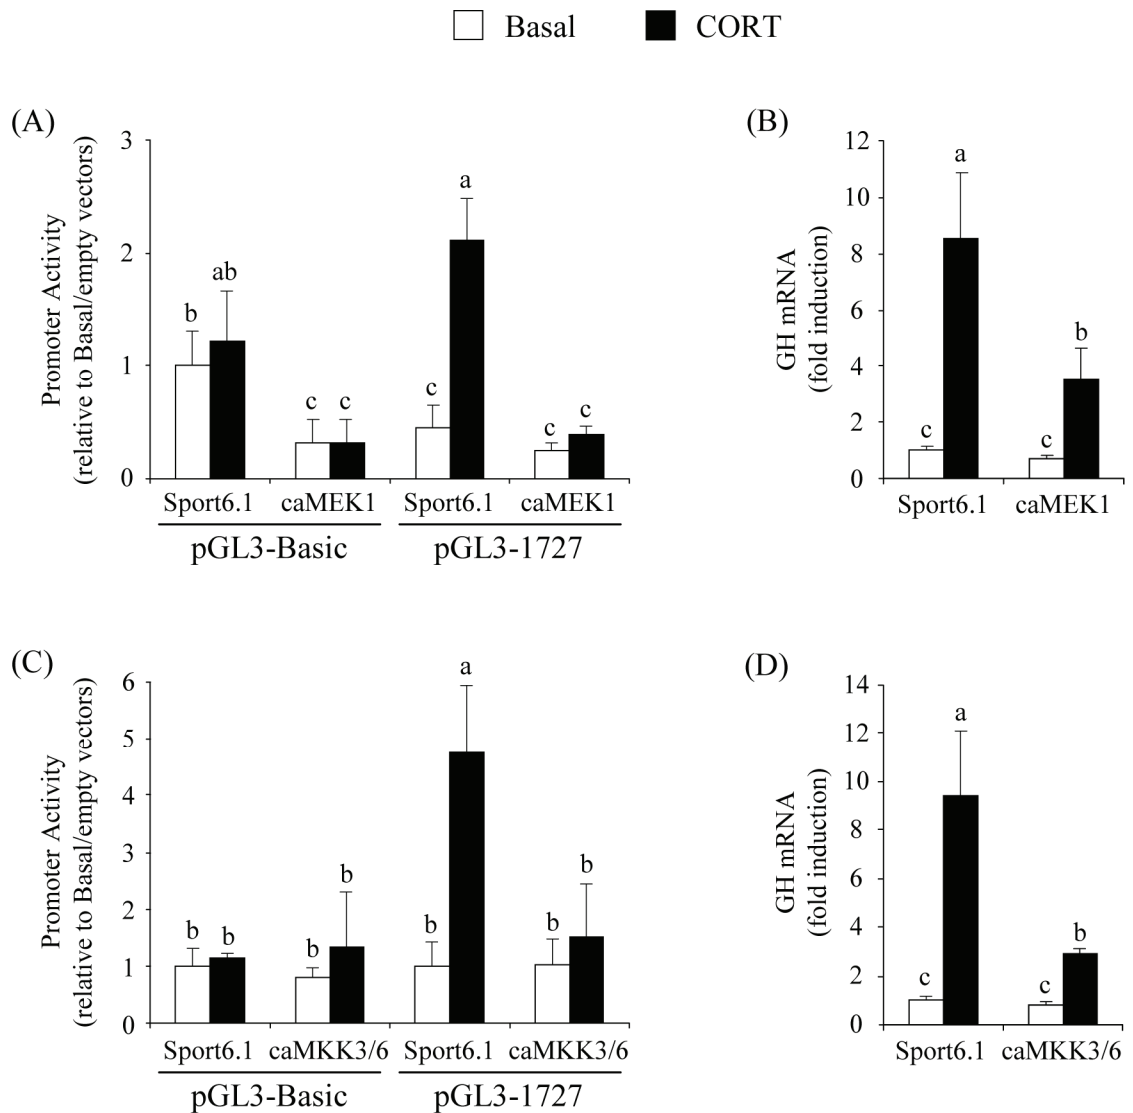 Basal CORT
(A)
Promoter Activity
(relative to Basal/empty vectors)
3
2
1
0
b
ab
c
c
c
a
c
c
Sport6.1 caMEK1 Sport6.1 caMEK1
pGL3-Basic pGL3-1727
(B)
GH mRNA
(fold induction)
12
10
8
6
4
2
0
c
a
c
b
Sport6.1 caMEK1
(C)
Promoter Activity
(relative to Basal/empty vectors)
6
5
4
3
2
1
0
b
b
b
b
b
a
b
b
Sport6.1 caMKK3/6 Sport6.1 caMKK3/6
pGL3-Basic pGL3-1727
(D)
GH mRNA
(fold induction)
14
12
10
8
6
4
2
0
c
a
c
b
Sport6.1 caMKK3/6